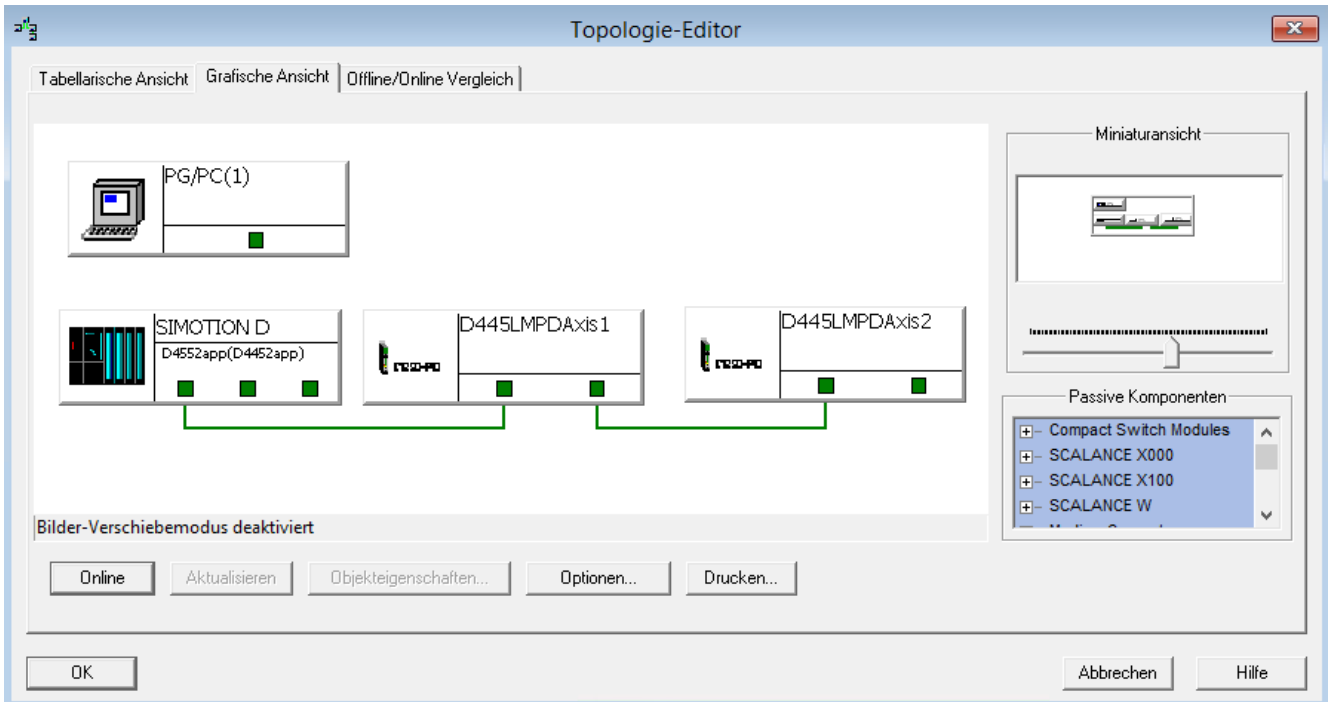 Topologie-Editor
Tabellarische Ansicht
Grafische Ansicht
Offline/Online Vergleich
PG/PC(1)
SIMOTION D
D4552app(D4452app)
D445LMPDAxis1
D445LMPDAxis2
Bilder-Verschiebemodus deaktiviert
Miniaturansicht
Passive Komponenten
Compact Switch Modules
SCALANCE X000
SCALANCE X100
SCALANCE W
Online
Aktualisieren
Objekteigenschaften...
Optionen...
Drucken...
OK
Abbrechen
Hilfe